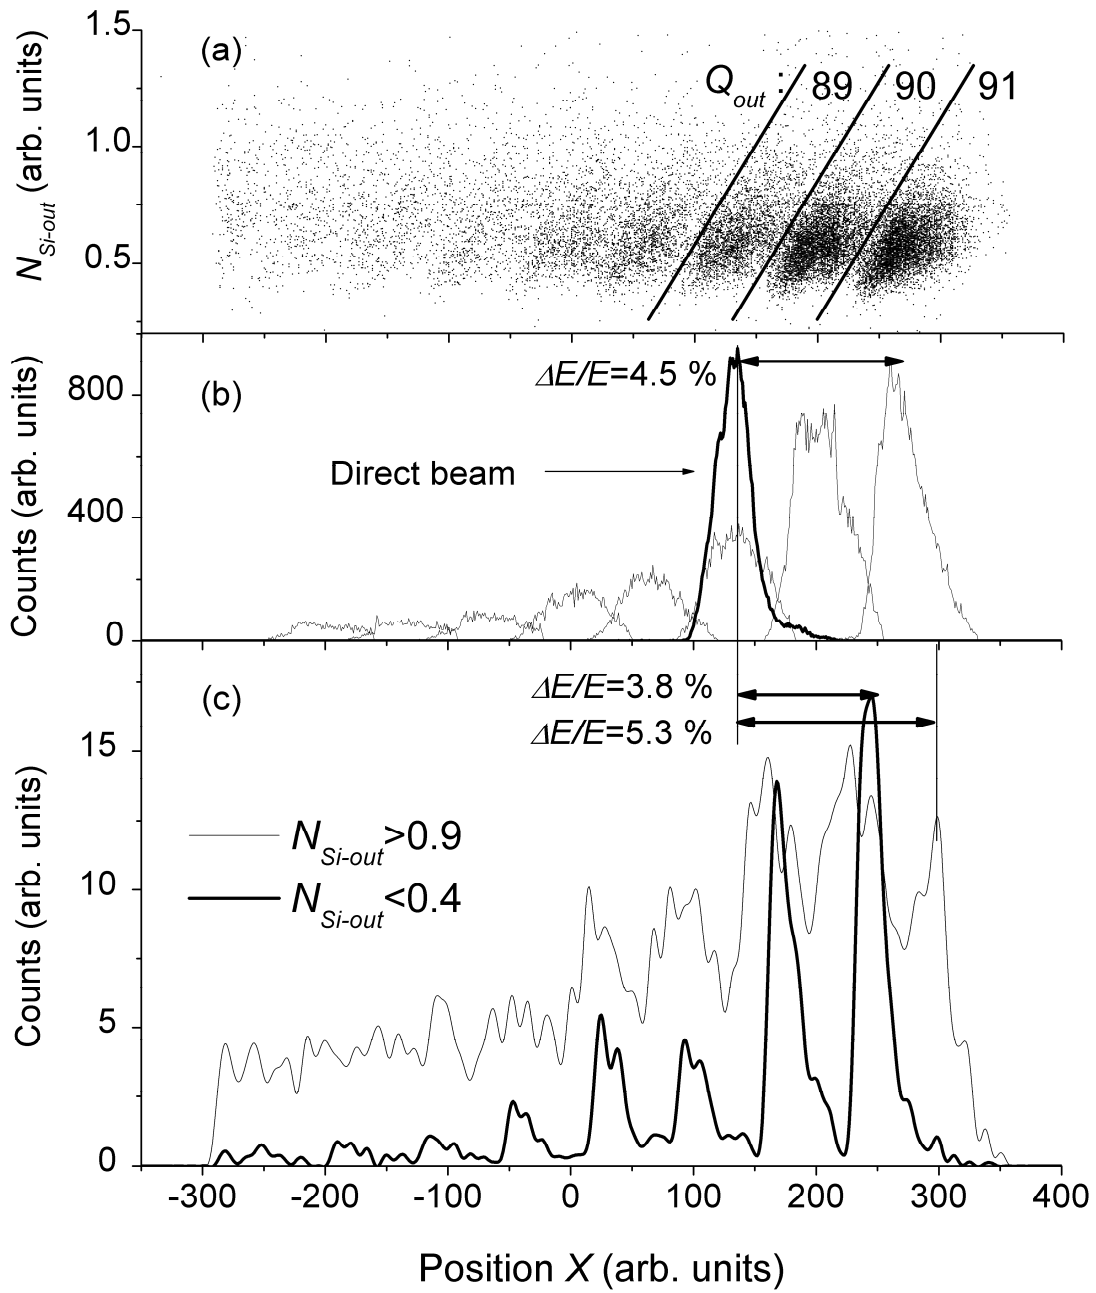 1.5
1.0
0.5
N_Si-out (arb. units)
(a)
Q_out : 89 90 91
800
400
0
Counts (arb. units)
(b)
ΔE/E=4.5 %
Direct beam
15
10
5
0
Counts (arb. units)
(c)
ΔE/E=3.8 %
ΔE/E=5.3 %
N_Si-out>0.9
N_Si-out<0.4
-300 -200 -100 0 100 200 300 400
Position X (arb. units)